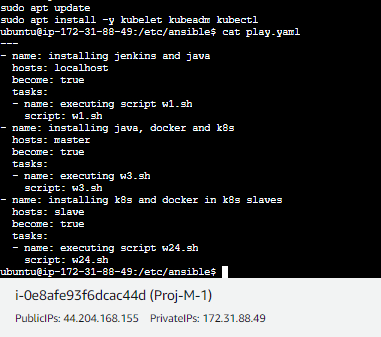 sudo apt update
sudo apt install -y kubelet kubeadm kubectl
ubuntu@ip-172-31-88-49:/etc/ansible$ cat play.yaml
---
- name: installing jenkins and java
  hosts: localhost
  become: true
  tasks:
  - name: executing script w1.sh
    script: w1.sh
- name: installing java, docker and k8s
  hosts: master
  become: true
  tasks:
  - name: executing w3.sh
    script: w3.sh
- name: installing k8s and docker in k8s slaves
  hosts: slave
  become: true
  tasks:
  - name: executing script w24.sh
    script: w24.sh
ubuntu@ip-172-31-88-49:/etc/ansible$
i-0e8afe93f6dcac44d (Proj-M-1)
PublicIPs: 44.204.168.155 PrivateIPs: 172.31.88.49